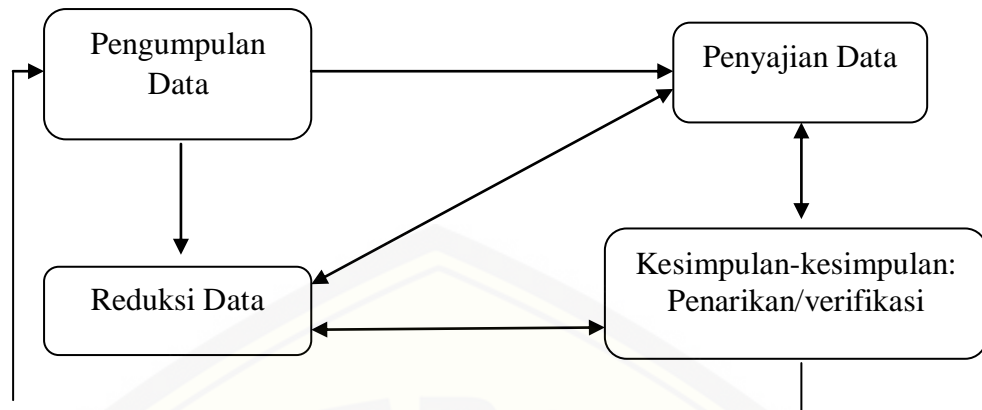 Pengumpulan
Data
Penyajian Data
Reduksi Data
Kesimpulan-kesimpulan:
Penarikan/verifikasi